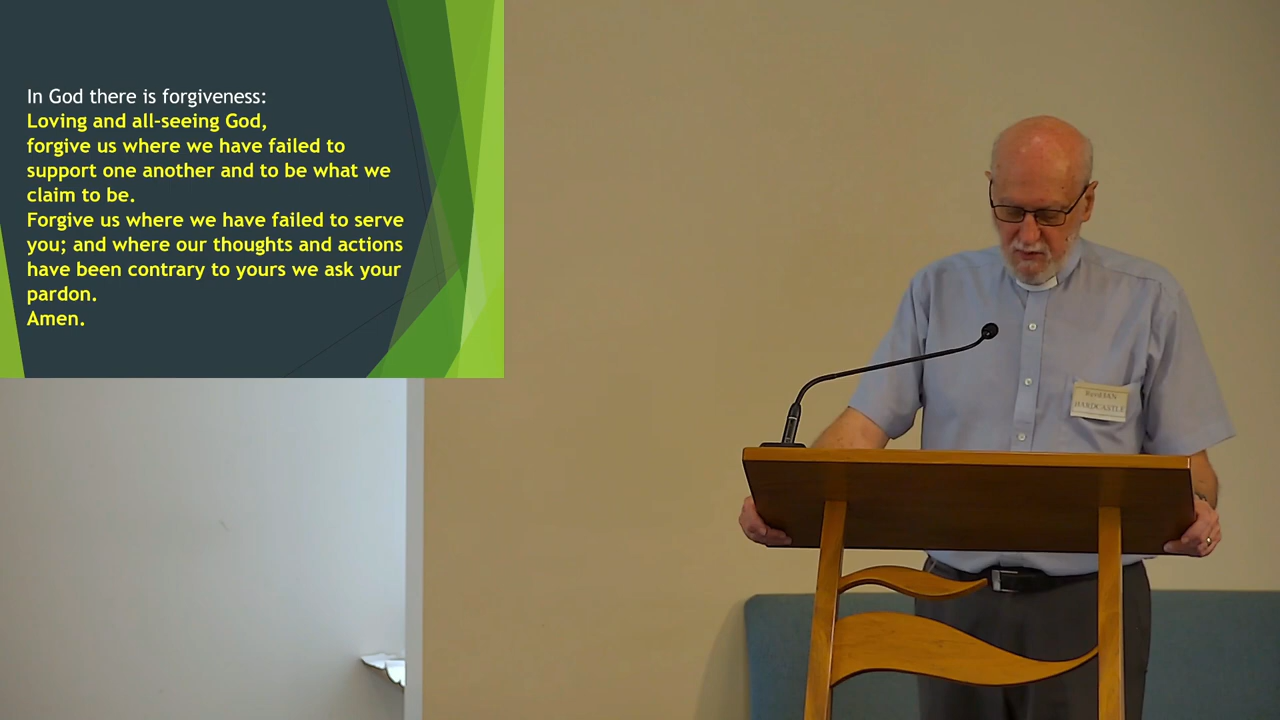 In God there is forgiveness:
Loving and all-seeing God,
forgive us where we have failed to
support one another and to be what we
claim to be.
Forgive us where we have failed to serve
you; and where our thoughts and actions
have been contrary to yours we ask your
pardon.
Amen.
HARDCASTLE